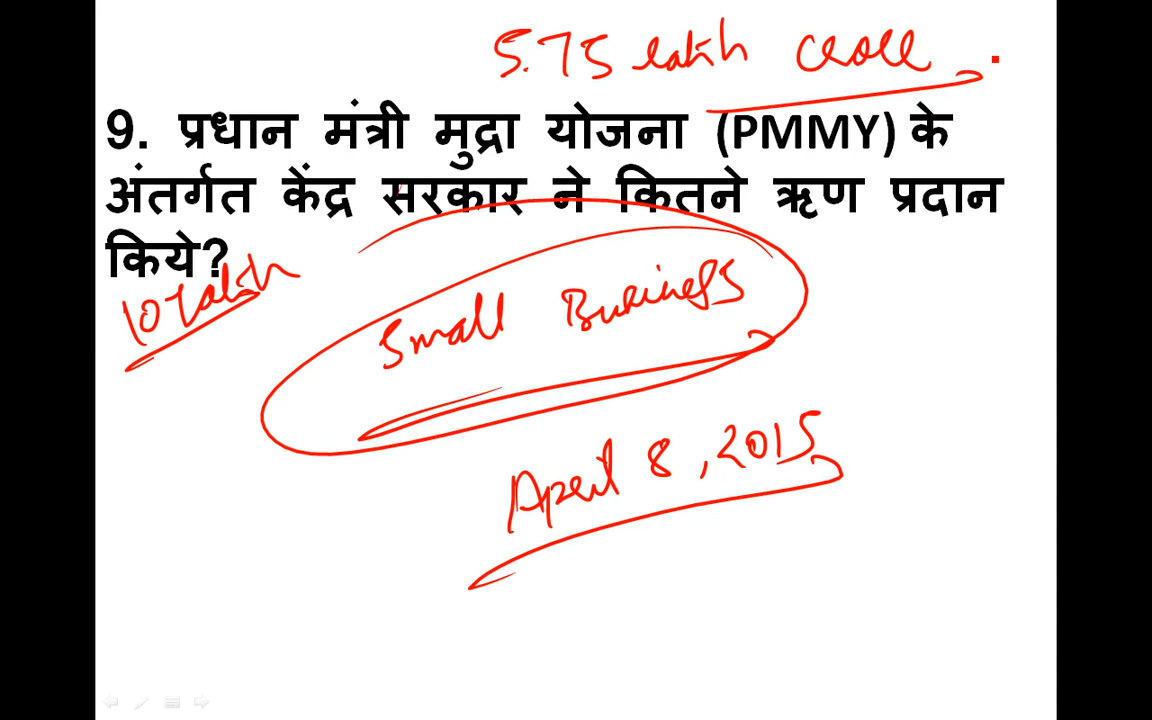 5.75 lakh crore
9. प्रधान मंत्री मुद्रा योजना (PMMY) के
अंतर्गत केंद्र सरकार ने कितने ऋण प्रदान
किये?
10 lakh
Small Business
April 8, 2015